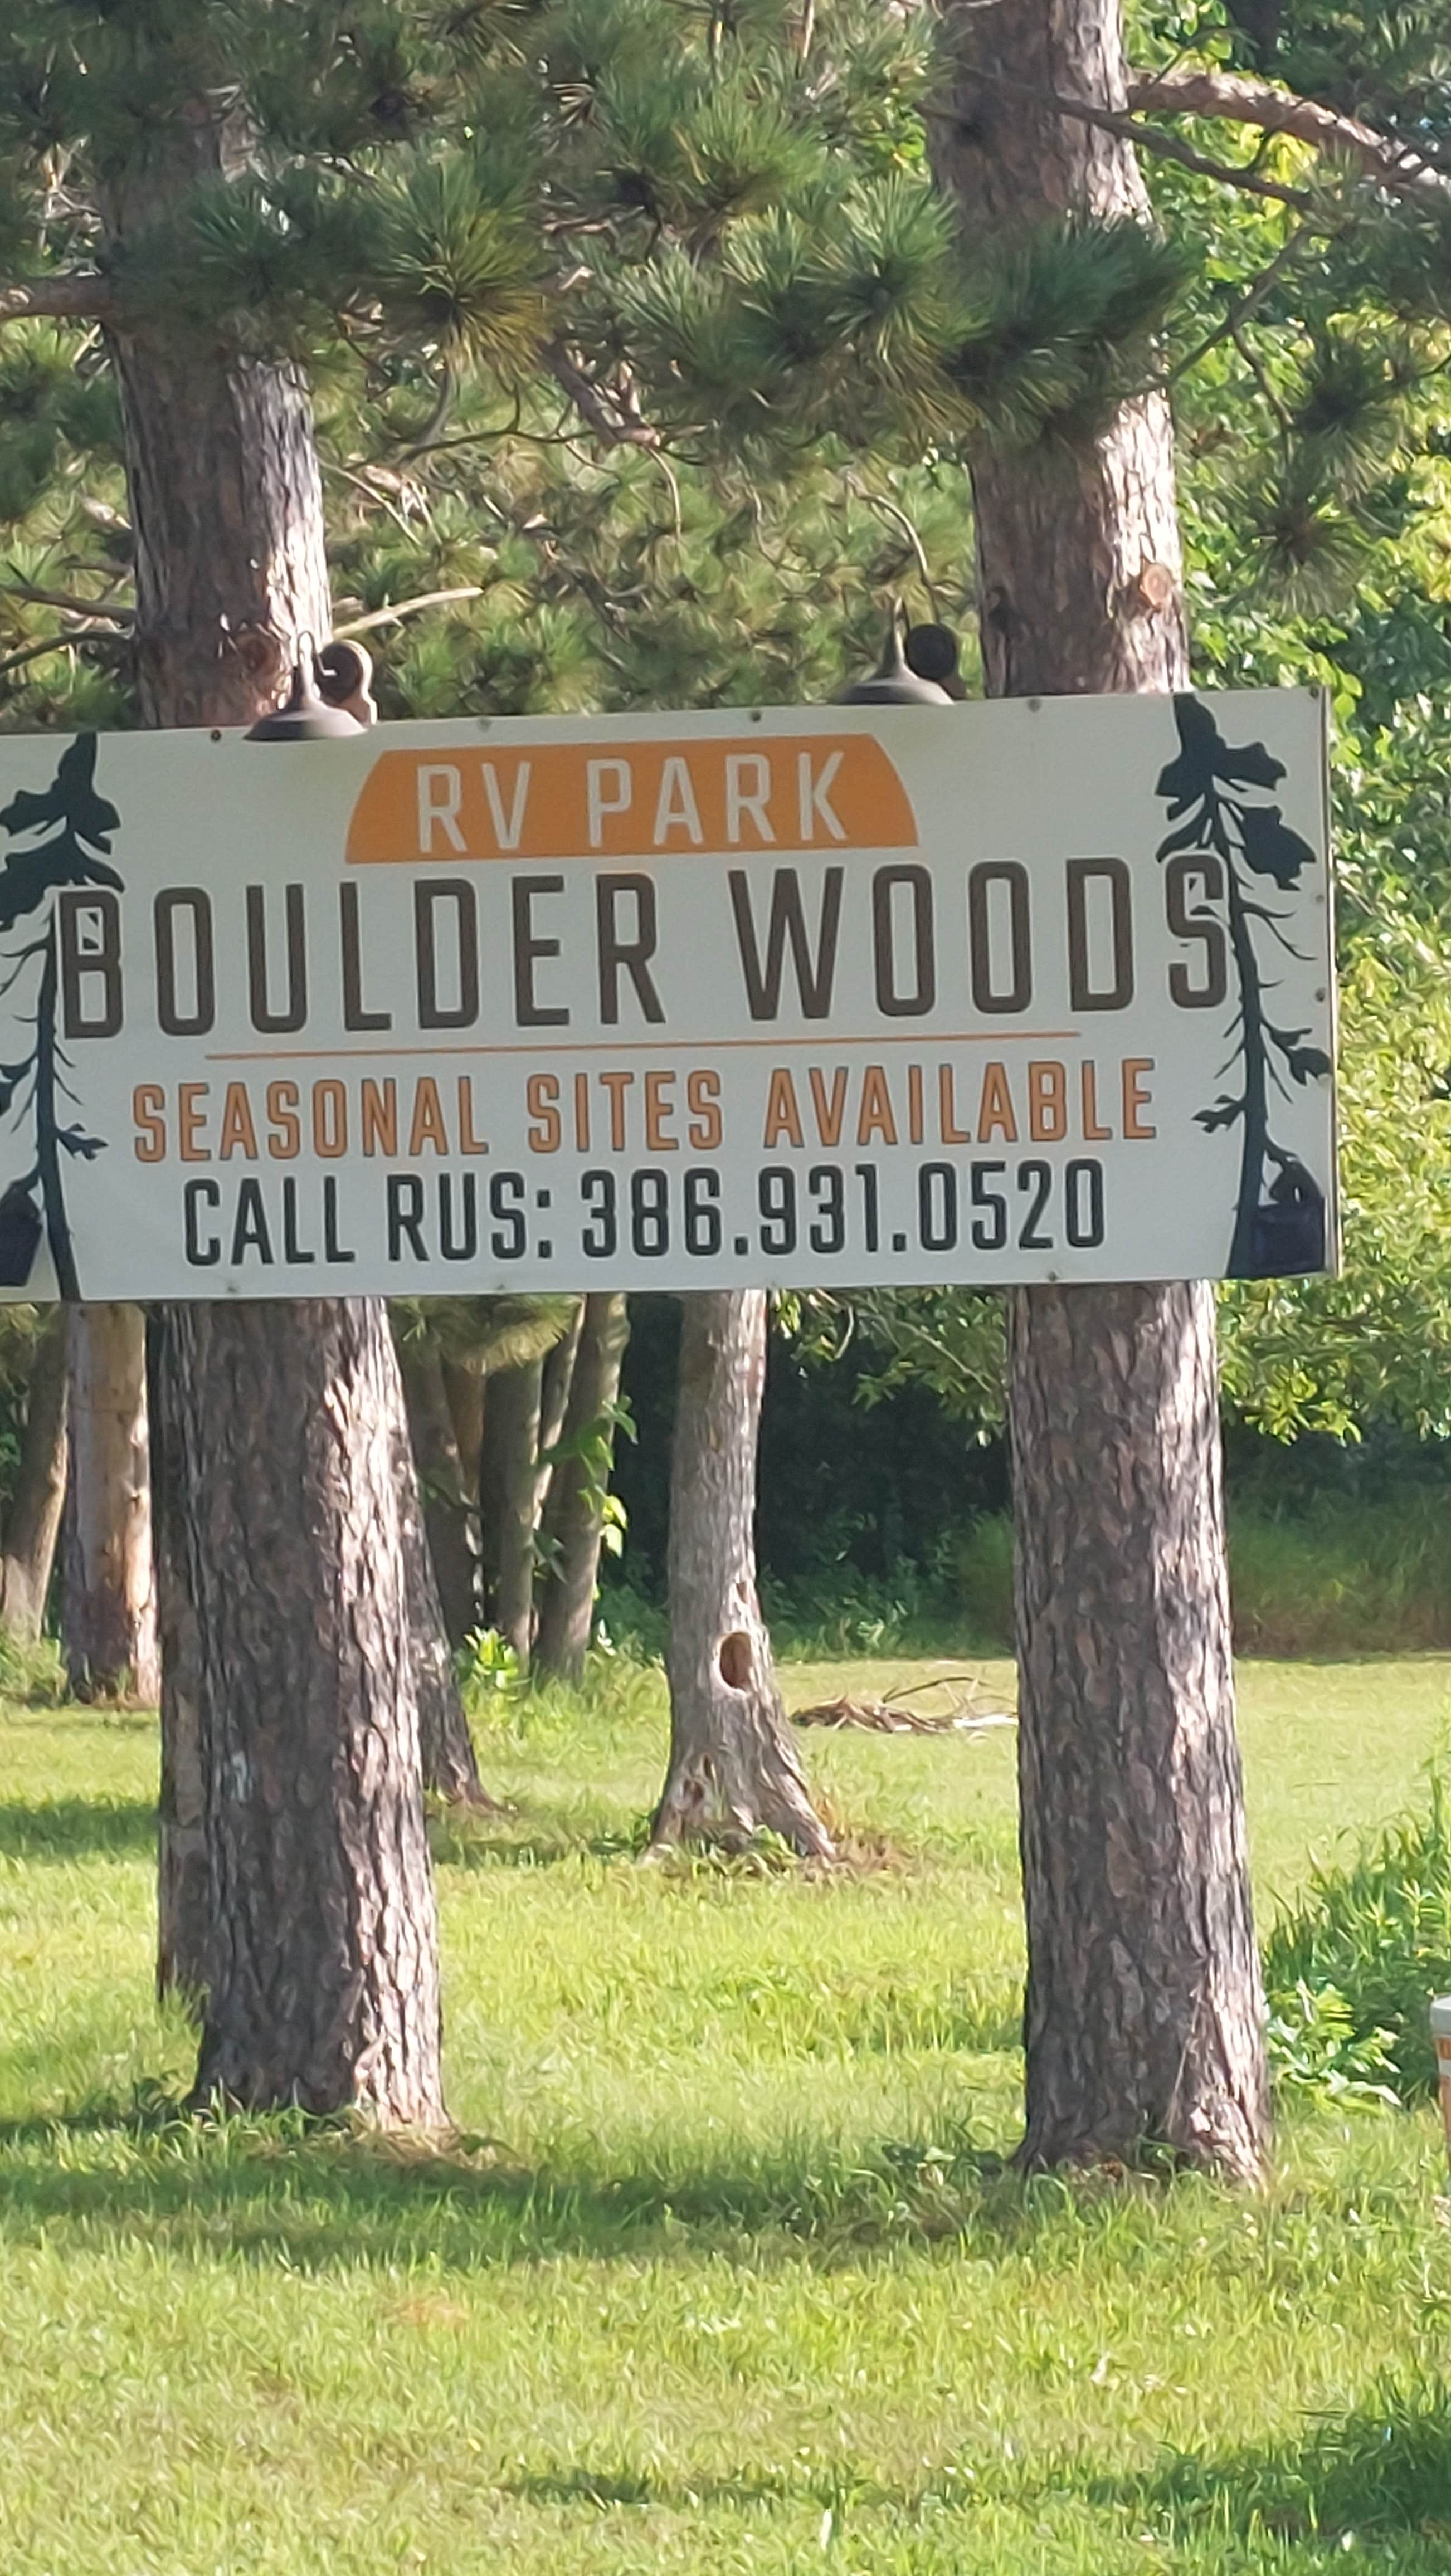 RV PARK
BOULDER WOODS
SEASONAL SITES AVAILABLE
CALL RUS: 386.931.0520